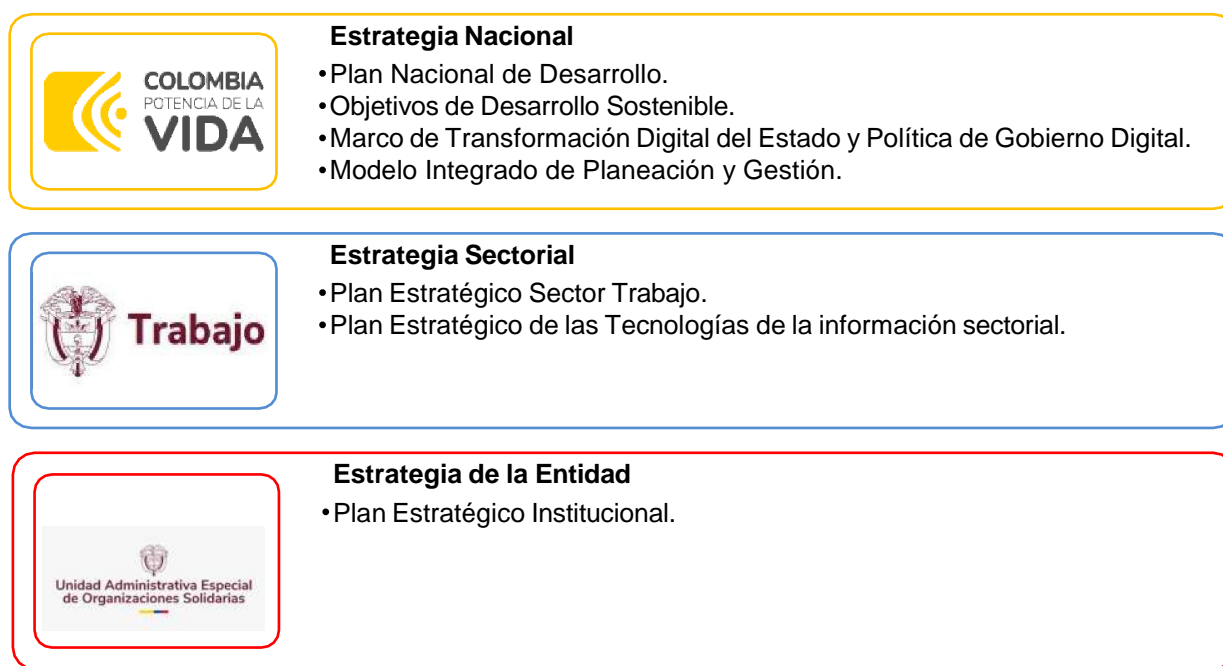 Estrategia Nacional
COLOMBIA
POTENCIA DE LA
VIDA
•Plan Nacional de Desarrollo.
•Objetivos de Desarrollo Sostenible.
•Marco de Transformación Digital del Estado y Política de Gobierno Digital.
•Modelo Integrado de Planeación y Gestión.
Estrategia Sectorial
Trabajo
•Plan Estratégico Sector Trabajo.
•Plan Estratégico de las Tecnologías de la información sectorial.
Estrategia de la Entidad
•Plan Estratégico Institucional.
Unidad Administrativa Especial
de Organizaciones Solidarias